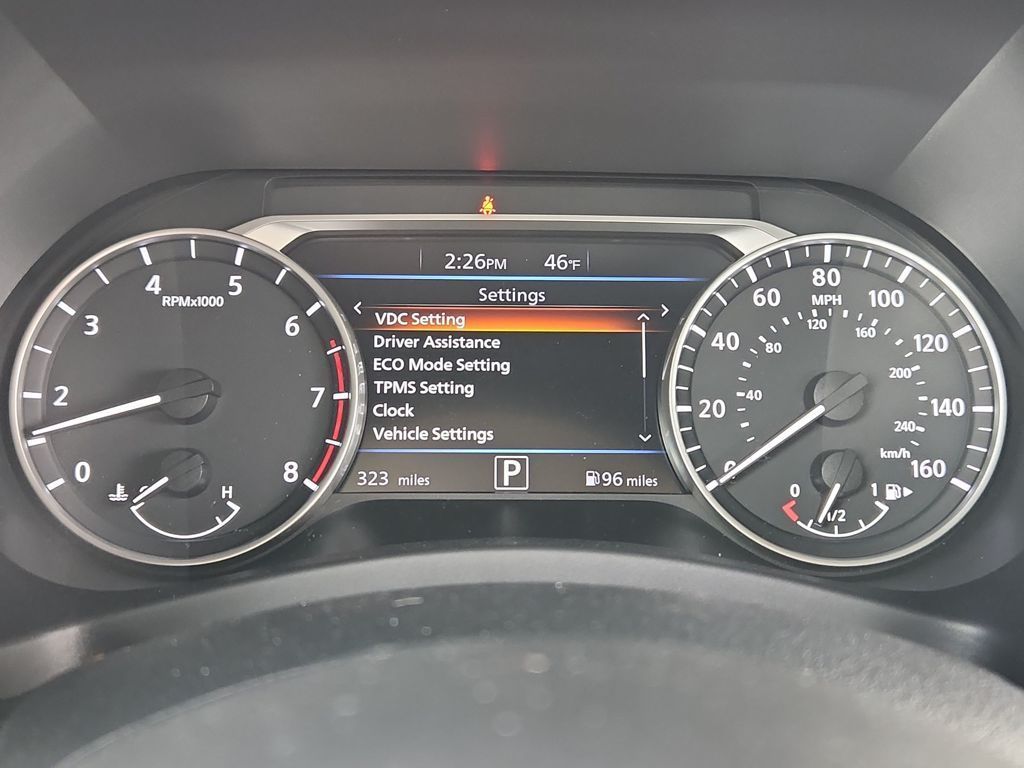 2:26PM 46°F
Settings
VDC Setting
Driver Assistance
ECO Mode Setting
TPMS Setting
Clock
Vehicle Settings
323 miles
P
96 miles
0
2
3
4
5
6
7
8
RPMx1000
H
0
20
40
60
80
100
120
140
160
MPH
40
80
120
160
200
240
km/h
0
1/2
1